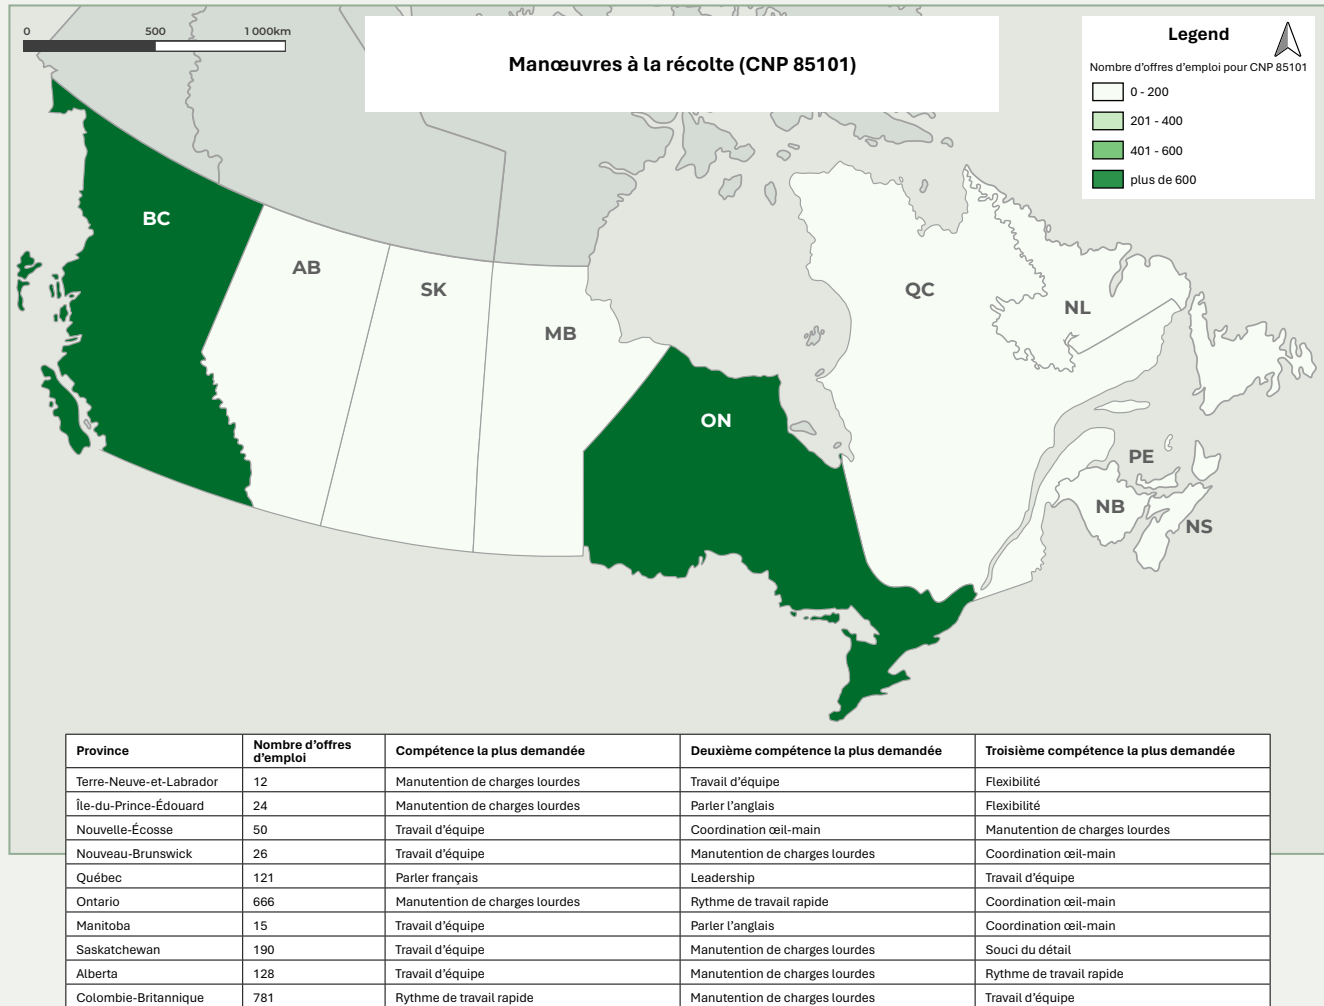 0 500 1 000km
Manœuvres à la récolte (CNP 85101)
Legend
Nombre d'offres d'emploi pour CNP 85101
0 - 200
201 - 400
401 - 600
plus de 600
BC
AB
SK
MB
ON
QC
NL
PE
NB
NS
Province | Nombre d'offres d'emploi | Compétence la plus demandée | Deuxième compétence la plus demandée | Troisième compétence la plus demandée
Terre-Neuve-et-Labrador | 12 | Manutention de charges lourdes | Travail d'équipe | Flexibilité
Île-du-Prince-Édouard | 24 | Manutention de charges lourdes | Parler l'anglais | Flexibilité
Nouvelle-Écosse | 50 | Travail d'équipe | Coordination œil-main | Manutention de charges lourdes
Nouveau-Brunswick | 26 | Travail d'équipe | Manutention de charges lourdes | Coordination œil-main
Québec | 121 | Parler français | Leadership | Travail d'équipe
Ontario | 666 | Manutention de charges lourdes | Rythme de travail rapide | Coordination œil-main
Manitoba | 15 | Travail d'équipe | Parler l'anglais | Coordination œil-main
Saskatchewan | 190 | Travail d'équipe | Manutention de charges lourdes | Souci du détail
Alberta | 128 | Travail d'équipe | Manutention de charges lourdes | Rythme de travail rapide
Colombie-Britannique | 781 | Rythme de travail rapide | Manutention de charges lourdes | Travail d'équipe